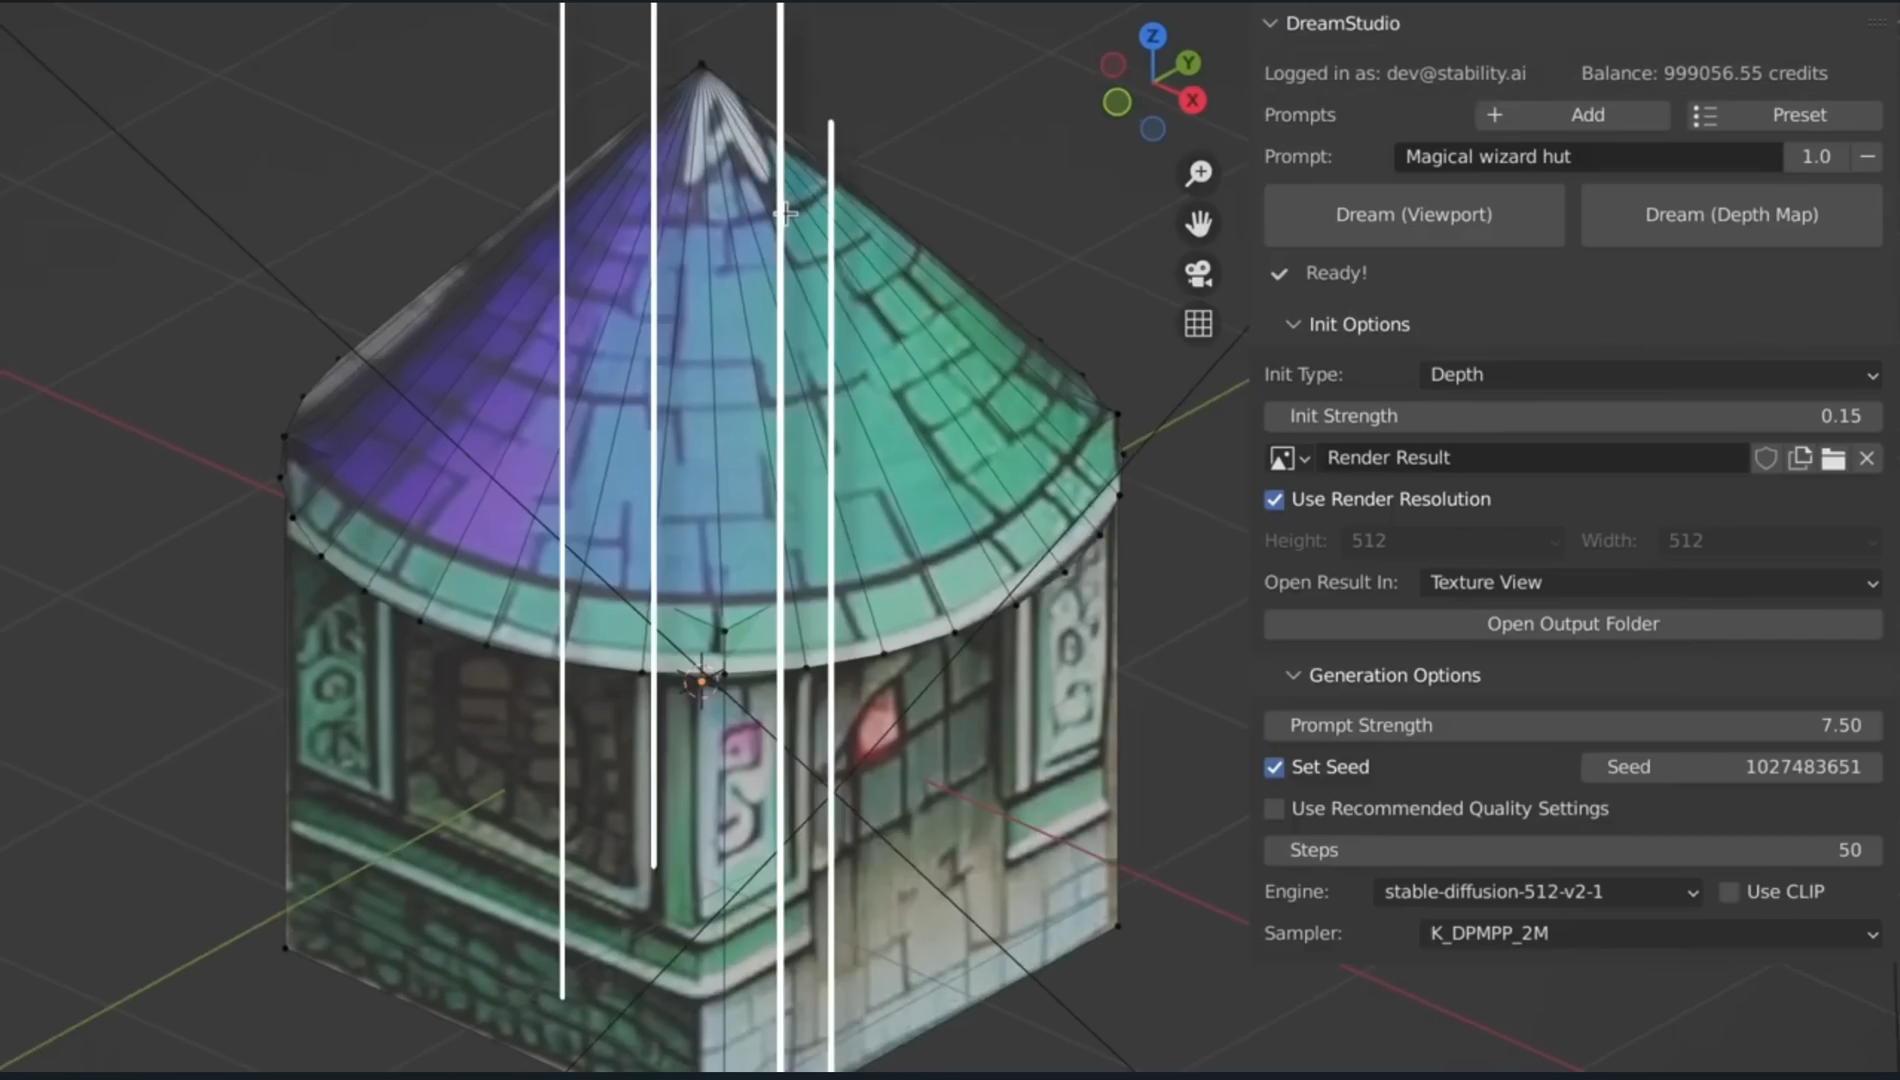 DreamStudio
Logged in as: dev@stability.ai Balance: 999056.55 credits
Prompts + Add Preset
Prompt: Magical wizard hut 1.0
Dream (Viewport) Dream (Depth Map)
Ready!
Init Options
Init Type: Depth
Init Strength 0.15
Render Result
Use Render Resolution
Height: 512 Width: 512
Open Result In: Texture View
Open Output Folder
Generation Options
Prompt Strength 7.50
Set Seed Seed 1027483651
Use Recommended Quality Settings
Steps 50
Engine: stable-diffusion-512-v2-1 Use CLIP
Sampler: K_DPMPP_2M
Z
Y
X